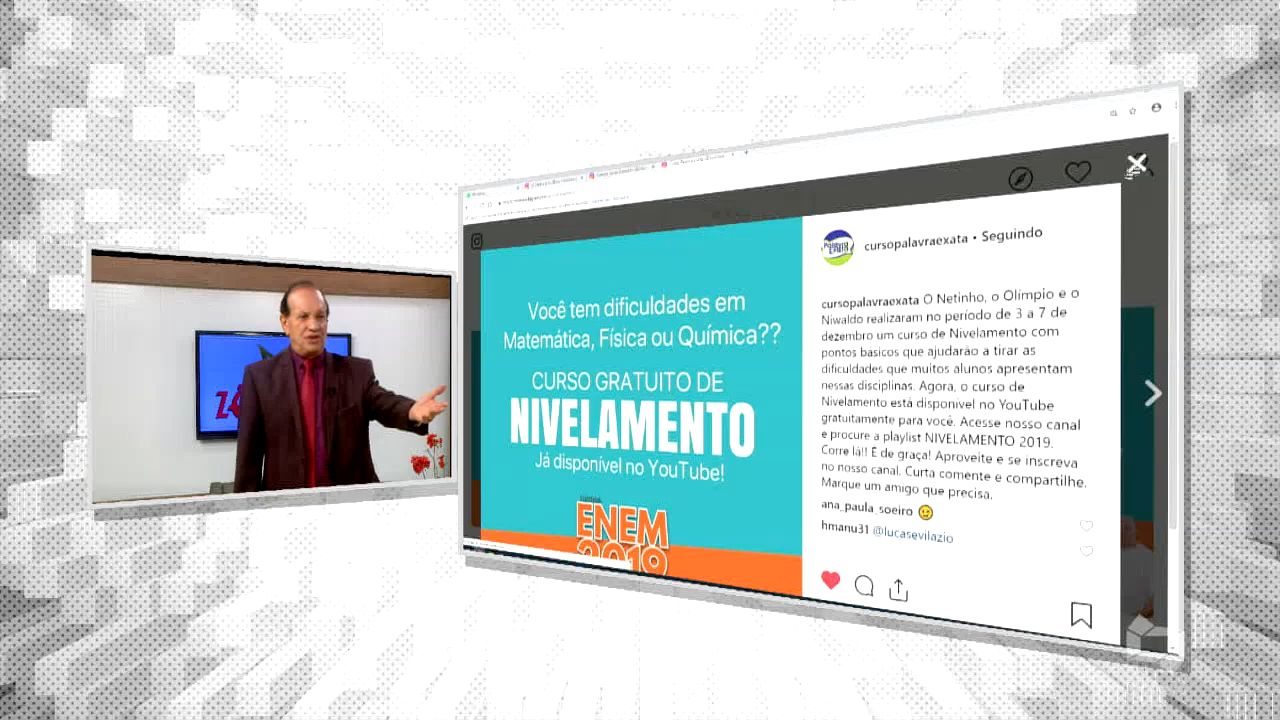 Você tem dificuldades em
Matemática, Física ou Química??
CURSO GRATUITO DE
NIVELAMENTO
Já disponível no YouTube!
ENEM
2019
cursopalavraexata • Seguindo
cursopalavraexata O Netinho, o Olímpio e o
Niwaldo realizaram no período de 3 a 7 de
dezembro um curso de Nivelamento com
pontos basicos que ajudarão a tirar as
dificuldades que muitos alunos apresentam
nessas disciplinas. Agora, o curso de
Nivelamento está disponivel no YouTube
gratuitamente para você. Acesse nosso canal
e procure a playlist NIVELAMENTO 2019.
Corre lá!! É de graça! Aproveite e se inscreva
no nosso canal. Curta comente e compartilhe.
Marque um amigo que precisa.
ana_paula_soeiro
hmanu31 @lucasevilazio